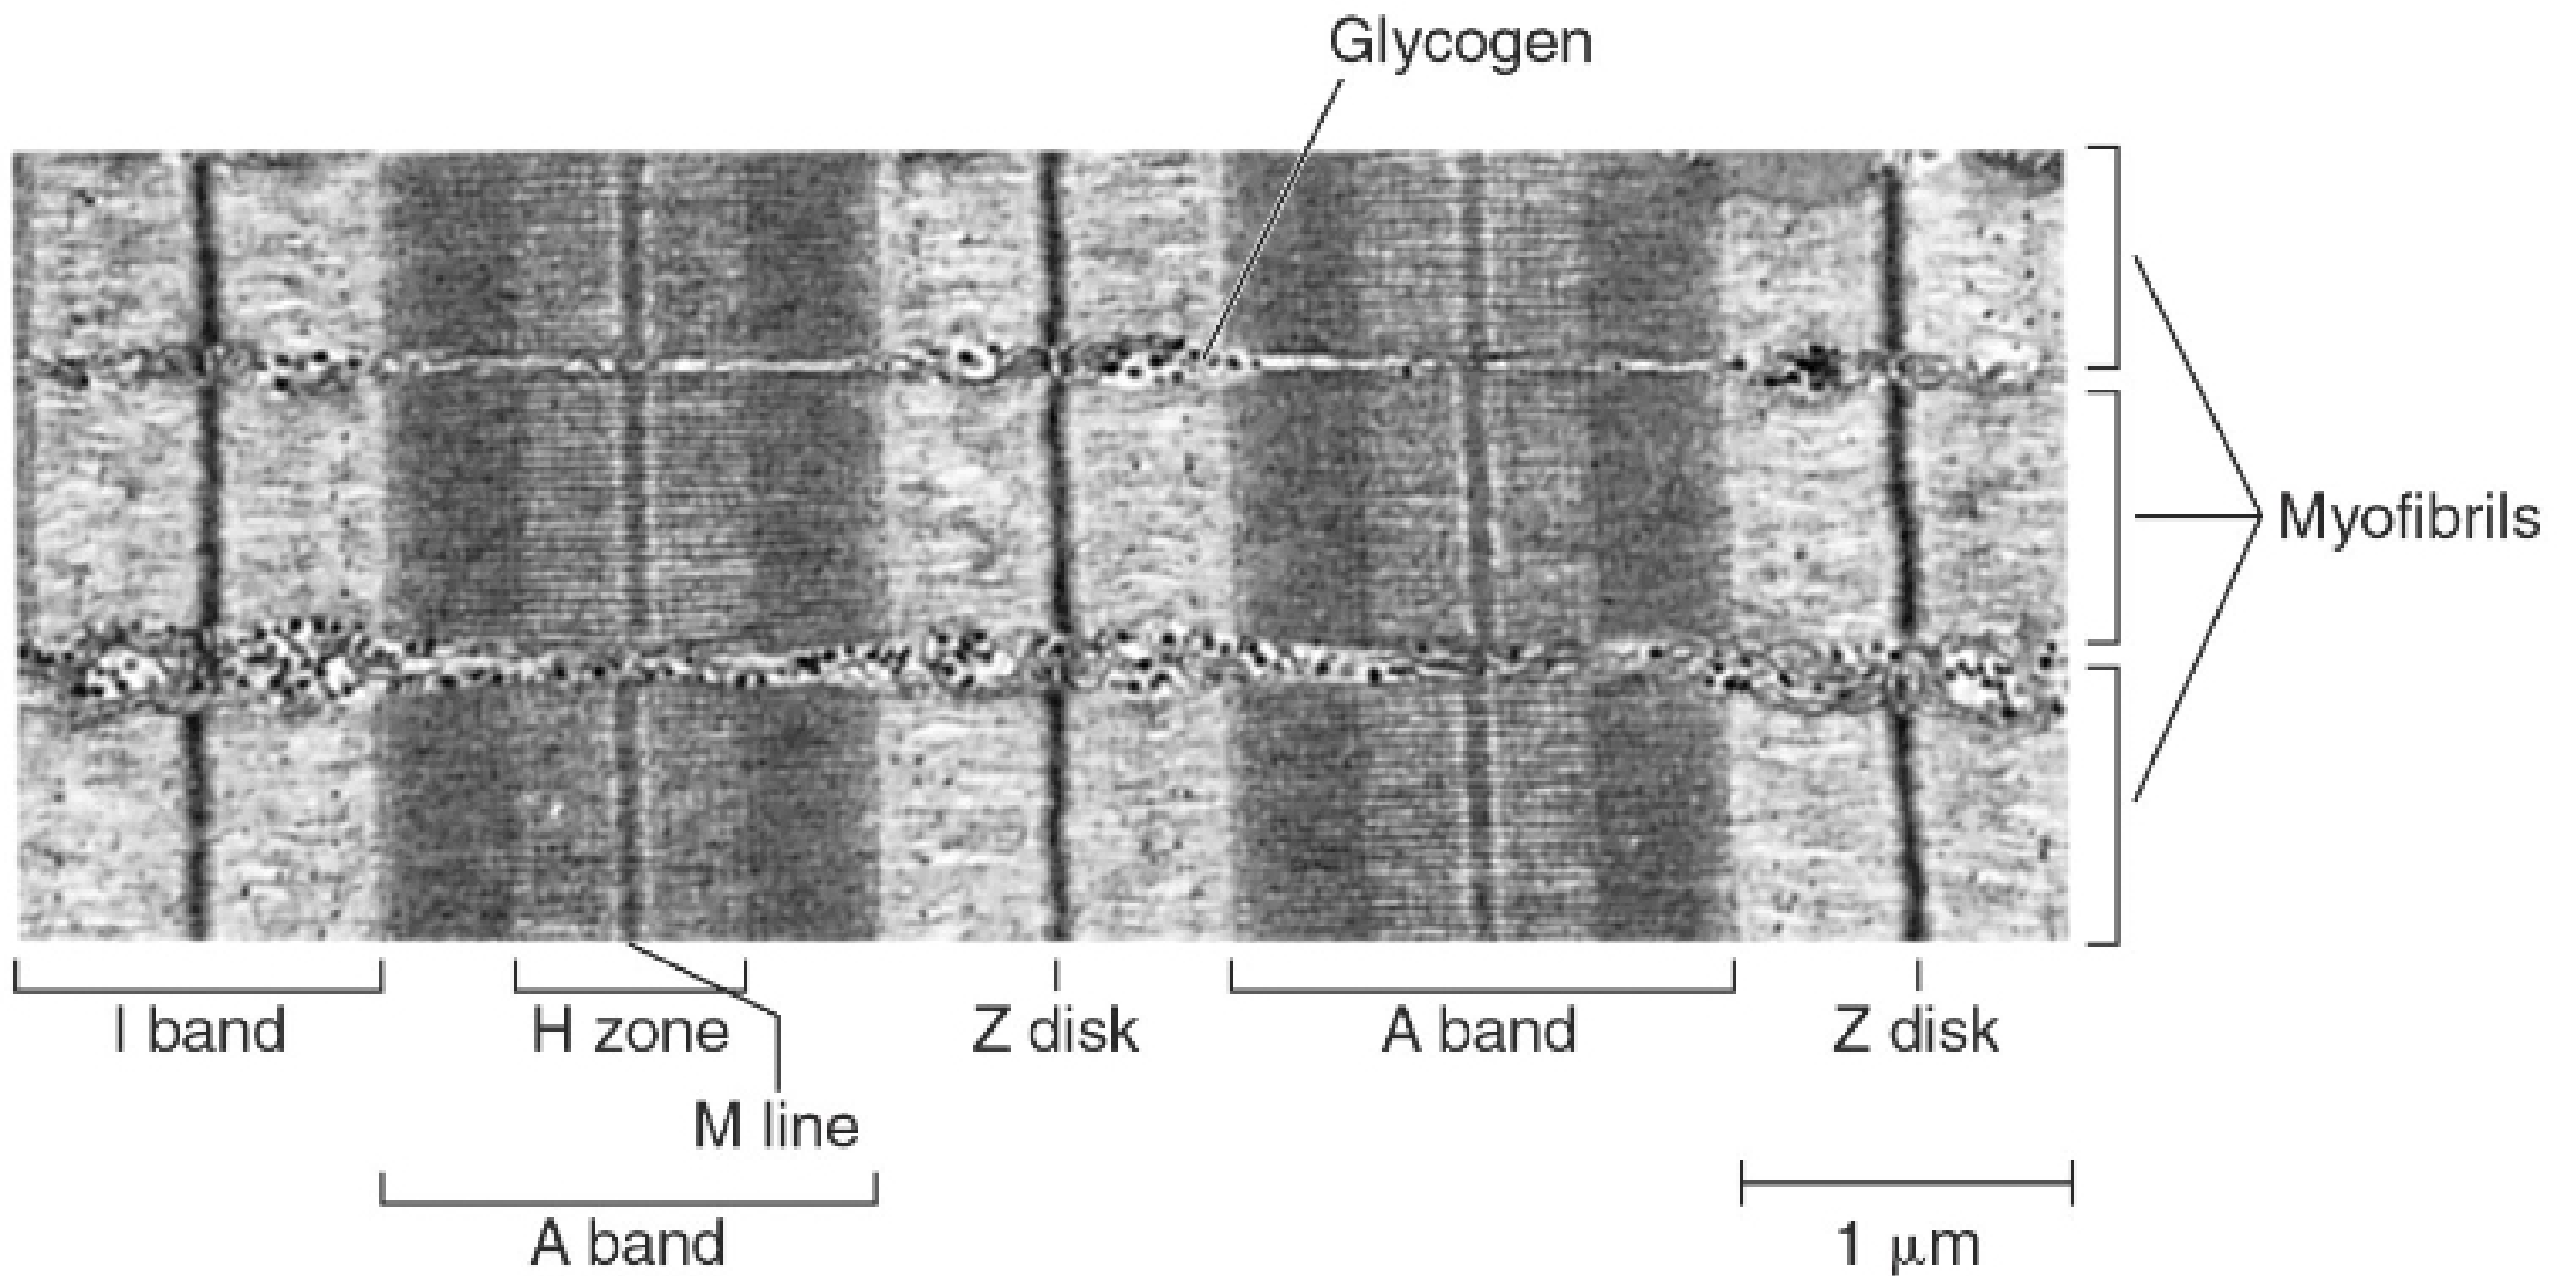 Glycogen
Myofibrils
I band
H zone
Z disk
A band
Z disk
M line
A band
1 μm